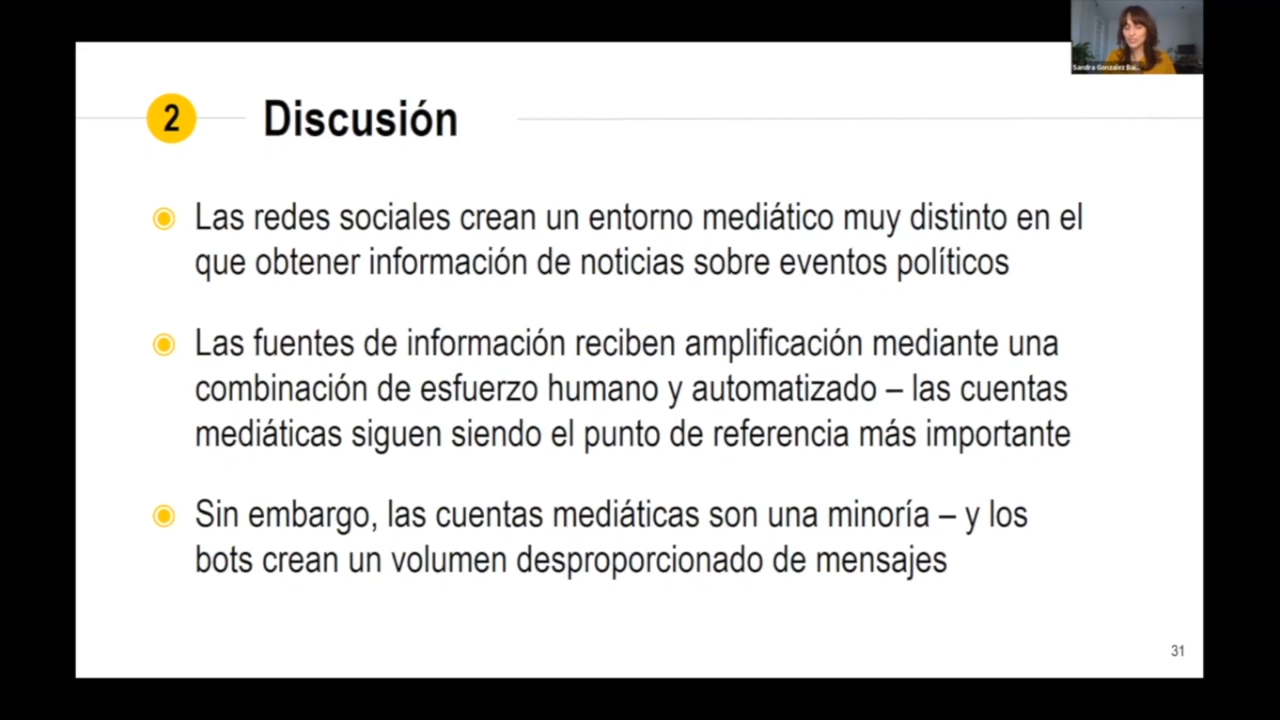 Sandra Gonzalez Bai...
2 Discusión
Las redes sociales crean un entorno mediático muy distinto en el
que obtener información de noticias sobre eventos políticos
Las fuentes de información reciben amplificación mediante una
combinación de esfuerzo humano y automatizado – las cuentas
mediáticas siguen siendo el punto de referencia más importante
Sin embargo, las cuentas mediáticas son una minoría – y los
bots crean un volumen desproporcionado de mensajes
31